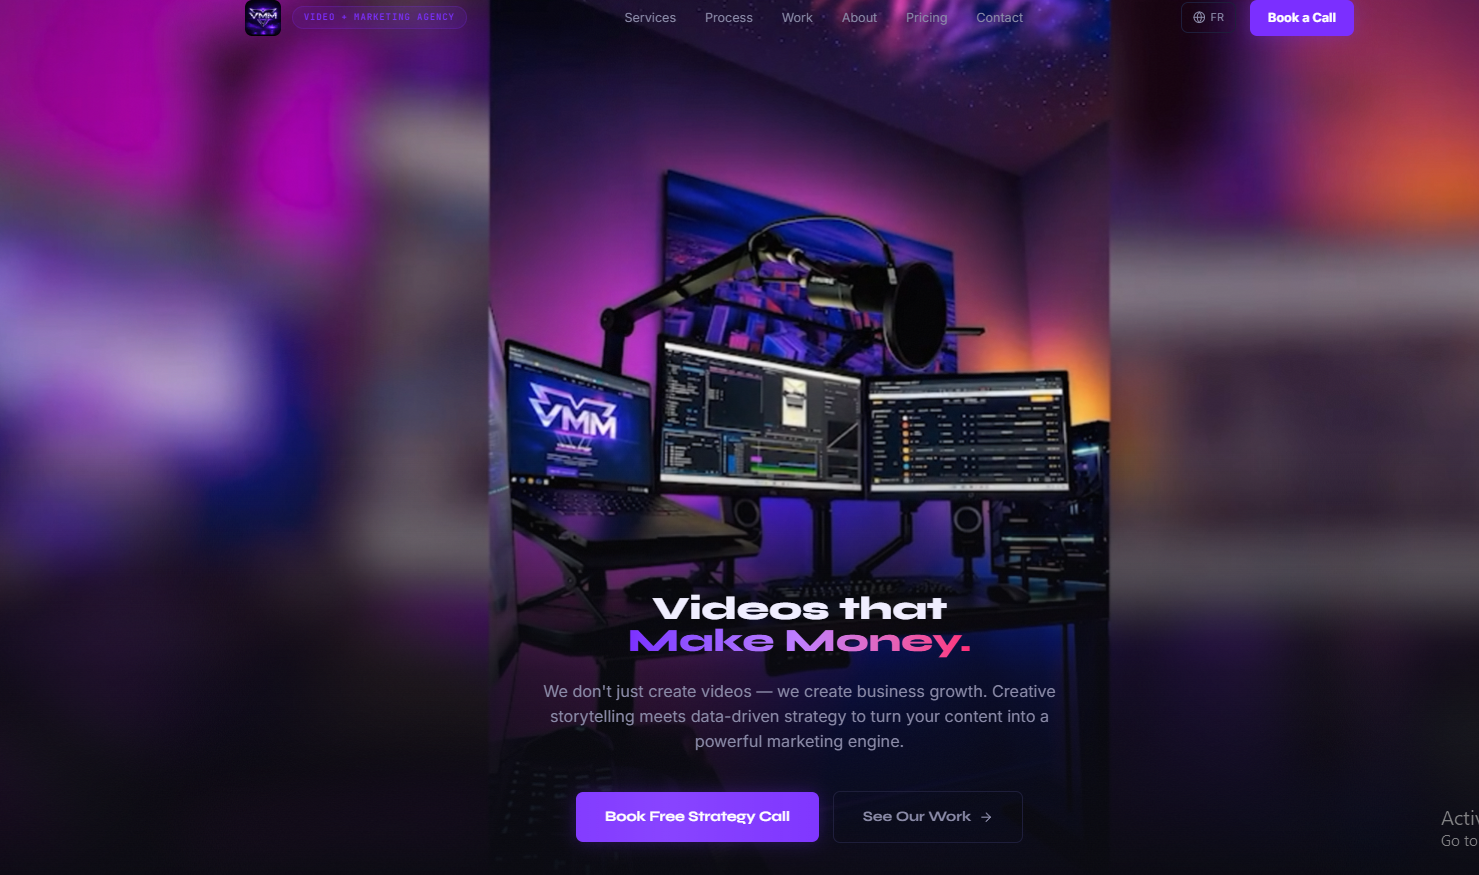 VMM
VIDEO + MARKETING AGENCY
Services
Process
Work
About
Pricing
Contact
FR
Book a Call
VMM
Videos that
Make Money.
We don't just create videos — we create business growth. Creative
storytelling meets data-driven strategy to turn your content into a
powerful marketing engine.
Book Free Strategy Call
See Our Work →
Activ
Go to